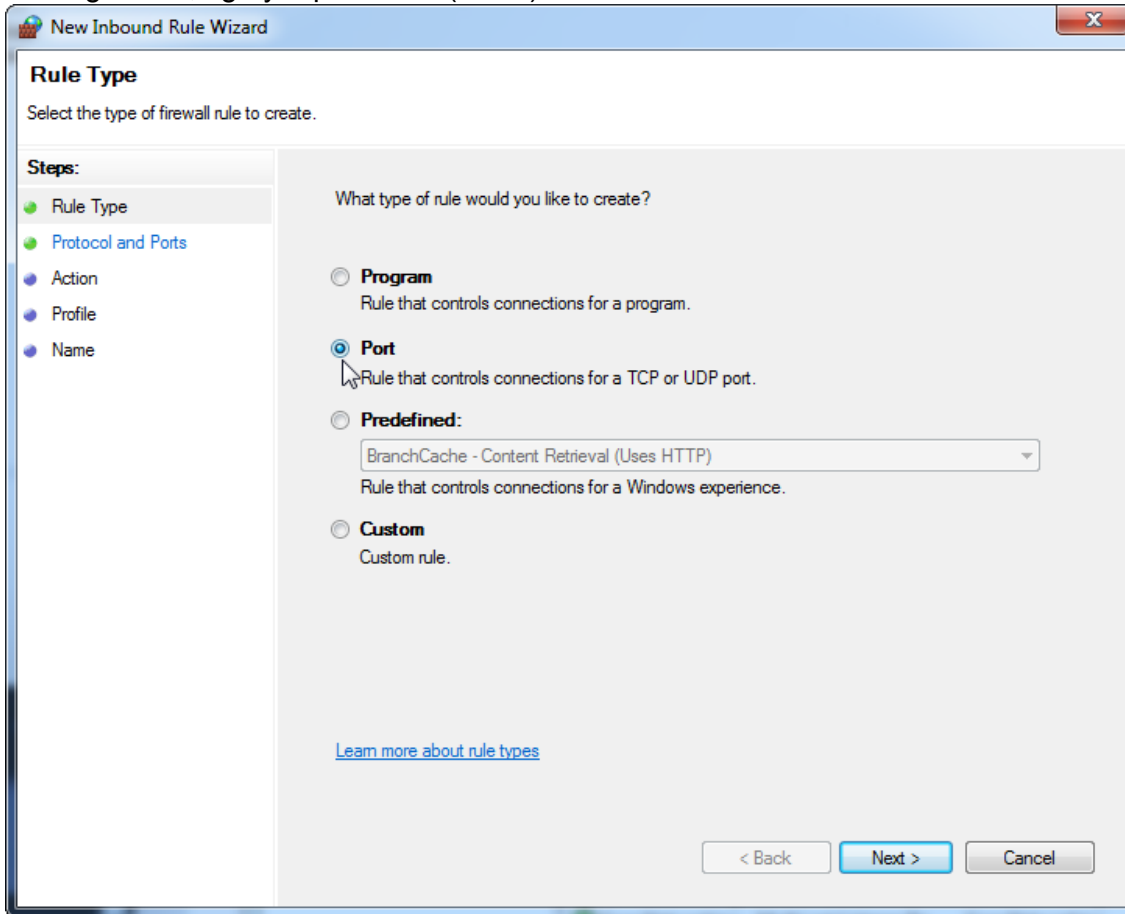 New Inbound Rule Wizard
X
Rule Type
Select the type of firewall rule to create.
Steps:
Rule Type
Protocol and Ports
Action
Profile
Name
What type of rule would you like to create?
Program
Rule that controls connections for a program.
Port
Rule that controls connections for a TCP or UDP port.
Predefined:
BranchCache - Content Retrieval (Uses HTTP)
Rule that controls connections for a Windows experience.
Custom
Custom rule.
Learn more about rule types
< Back
Next >
Cancel